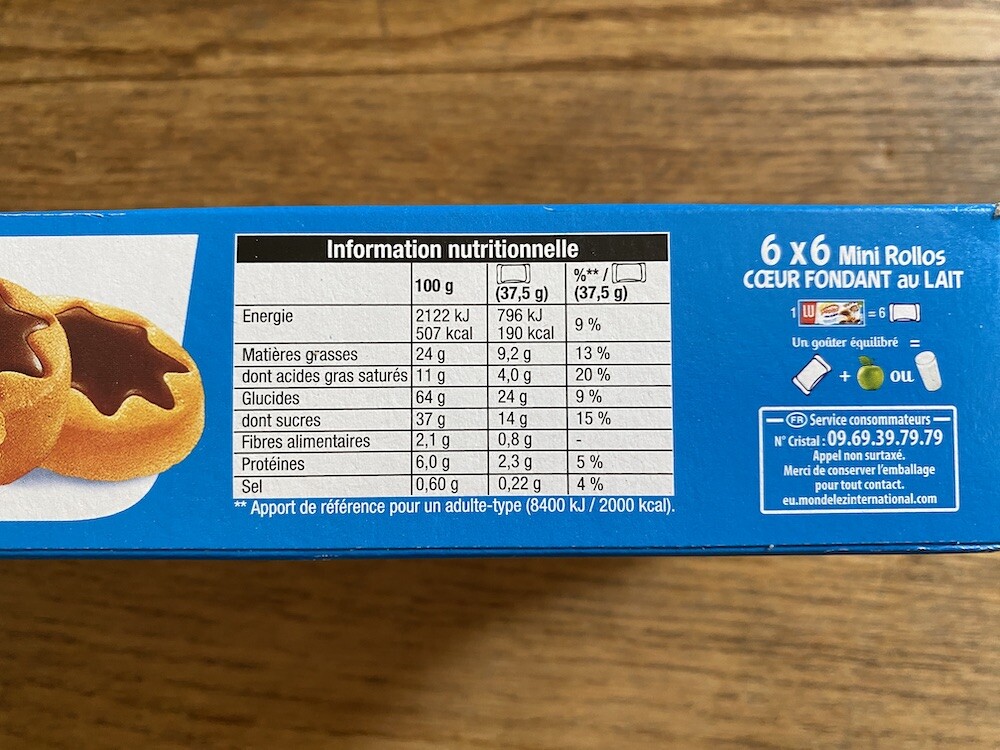 Information nutritionnelle
100 g (37,5 g) %** / (37,5 g)
Energie 2122 kJ 796 kJ 9 %
507 kcal 190 kcal
Matières grasses 24 g 9,2 g 13 %
dont acides gras saturés 11 g 4,0 g 20 %
Glucides 64 g 24 g 9 %
dont sucres 37 g 14 g 15 %
Fibres alimentaires 2,1 g 0,8 g -
Protéines 6,0 g 2,3 g 5 %
Sel 0,60 g 0,22 g 4 %
** Apport de référence pour un adulte-type (8400 kJ / 2000 kcal).
6 x 6 Mini Rollos
CŒUR FONDANT au LAIT
1 LU = 6
Un goûter équilibré =
+ ou
FR Service consommateurs
N° Cristal : 09.69.39.79.79
Appel non surtaxé.
Merci de conserver l'emballage
pour tout contact.
eu.mondelezinternational.com